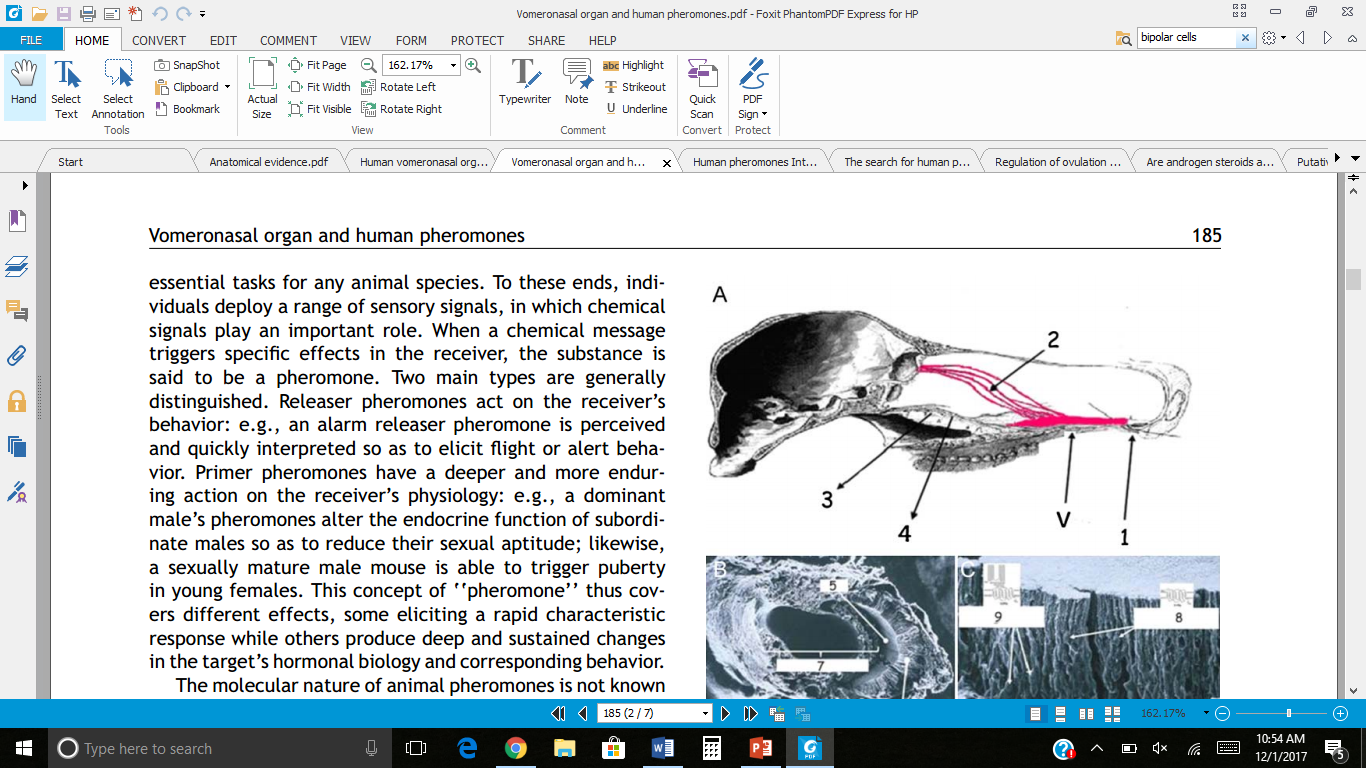 Vomeronasal organ and human pheromones.pdf - Foxit PhantomPDF Express for HP
FILE HOME CONVERT EDIT COMMENT VIEW FORM PROTECT SHARE HELP
bipolar cells
Hand
Select
Text
Select
Annotation
SnapShot
Clipboard
Bookmark
Tools
Actual
Size
Fit Page
Fit Width
Fit Visible
162.17%
Rotate Left
Rotate Right
View
Typewriter
Note
abc Highlight
Strikeout
Underline
Comment
Quick
Scan
Convert
PDF
Sign
Protect
Start
Anatomical evidence.pdf
Human vomeronasal org...
Vomeronasal organ and h...
Human pheromones Int...
The search for human p...
Regulation of ovulation ...
Are androgen steroids a...
Putativ
Vomeronasal organ and human pheromones
185
essential tasks for any animal species. To these ends, indi-
viduals deploy a range of sensory signals, in which chemical
signals play an important role. When a chemical message
triggers specific effects in the receiver, the substance is
said to be a pheromone. Two main types are generally
distinguished. Releaser pheromones act on the receiver's
behavior: e.g., an alarm releaser pheromone is perceived
and quickly interpreted so as to elicit flight or alert beha-
vior. Primer pheromones have a deeper and more endur-
ing action on the receiver's physiology: e.g., a dominant
male's pheromones alter the endocrine function of subordi-
nate males so as to reduce their sexual aptitude; likewise,
a sexually mature male mouse is able to trigger puberty
in young females. This concept of ‘‘pheromone’’ thus cov-
ers different effects, some eliciting a rapid characteristic
response while others produce deep and sustained changes
in the target's hormonal biology and corresponding behavior.
The molecular nature of animal pheromones is not known
A
2
3
4
V
1
B
5
7
C
9
8
185 (2 / 7)
162.17%
Type here to search
10:54 AM
12/1/2017
5